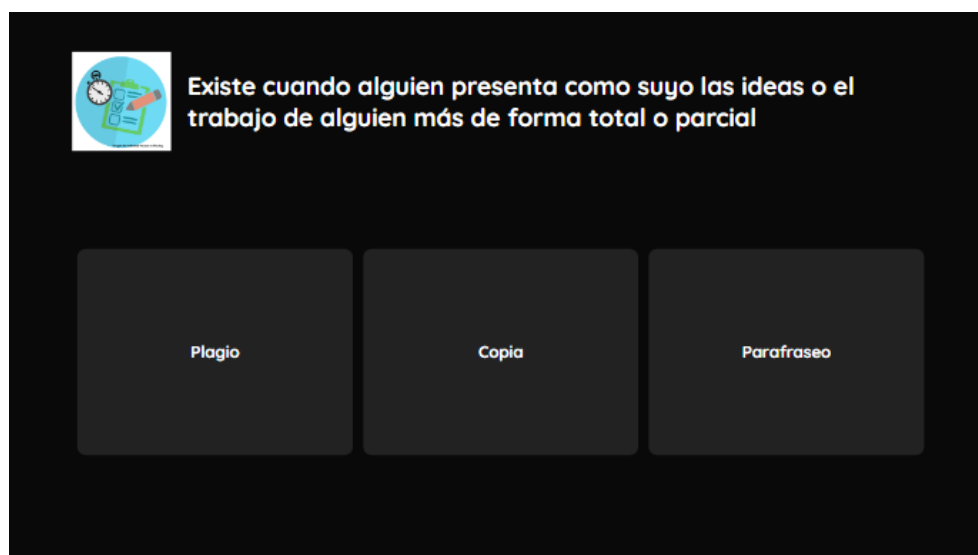 Existe cuando alguien presenta como suyo las ideas o el
trabajo de alguien más de forma total o parcial
Plagio
Copia
Parafraseo